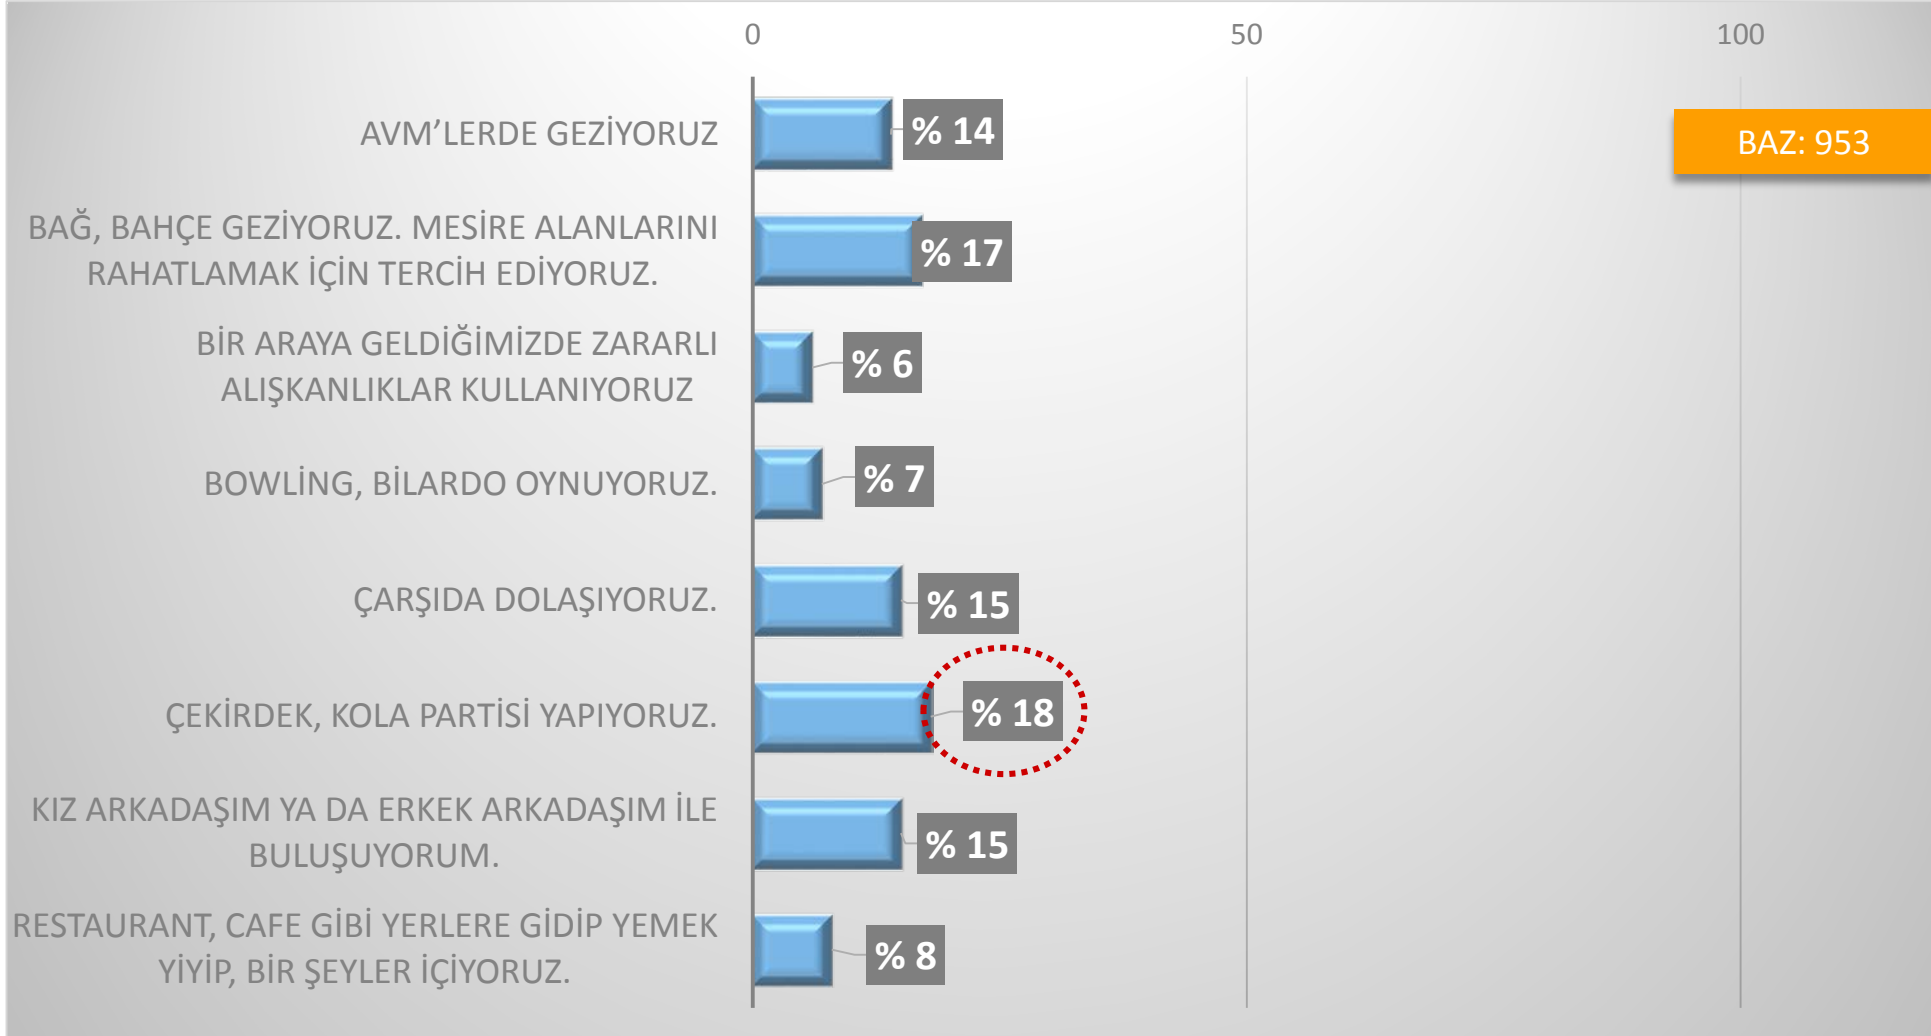 0 50 100
AVM’LERDE GEZİYORUZ
% 14
BAZ: 953
BAĞ, BAHÇE GEZİYORUZ. MESİRE ALANLARINI
RAHATLAMAK İÇİN TERCİH EDİYORUZ.
% 17
BİR ARAYA GELDİĞİMİZDE ZARARLI
ALIŞKANLIKLAR KULLANIYORUZ
% 6
BOWLİNG, BİLARDO OYNUYORUZ.
% 7
ÇARŞIDA DOLAŞIYORUZ.
% 15
ÇEKİRDEK, KOLA PARTİSİ YAPIYORUZ.
% 18
KIZ ARKADAŞIM YA DA ERKEK ARKADAŞIM İLE
BULUŞUYORUM.
% 15
RESTAURANT, CAFE GİBİ YERLERE GİDİP YEMEK
YİYİP, BİR ŞEYLER İÇİYORUZ.
% 8